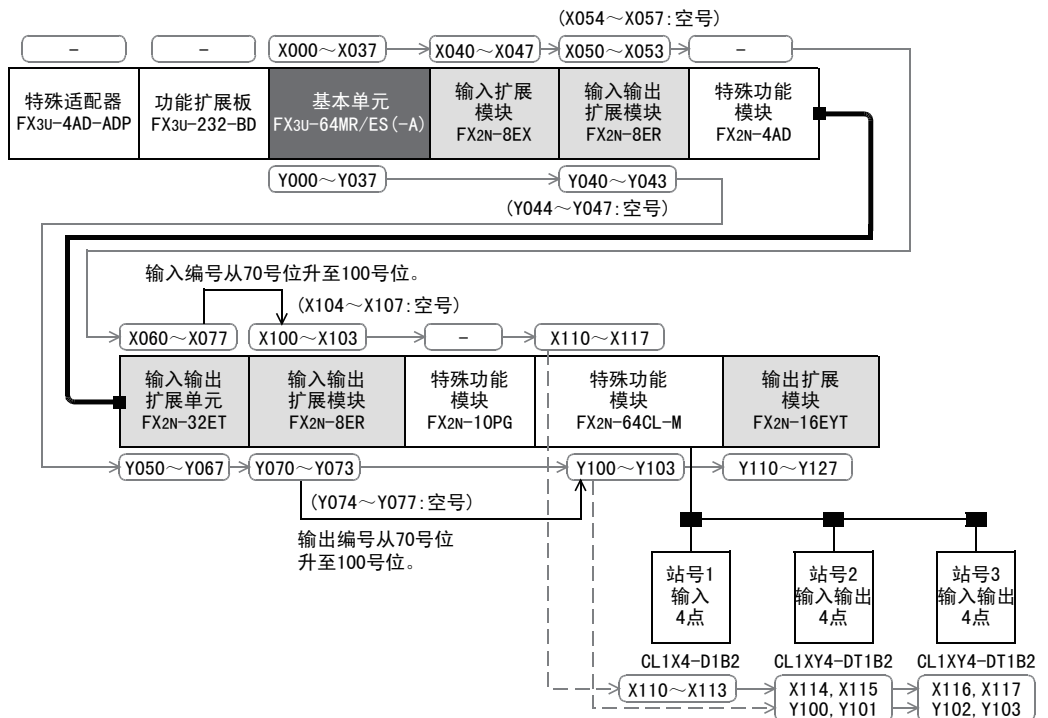 (X054～X057:空号)
－
－
X000～X037
X040～X047
X050～X053
－
特殊适配器
FX3U-4AD-ADP
功能扩展板
FX3U-232-BD
基本单元
FX3U-64MR/ES(-A)
输入扩展
模块
FX2N-8EX
输入输出
扩展模块
FX2N-8ER
特殊功能
模块
FX2N-4AD
Y000～Y037
Y040～Y043
(Y044～Y047:空号)
输入编号从70号位升至100号位。
(X104～X107:空号)
X060～X077
X100～X103
－
X110～X117
输入输出
扩展单元
FX2N-32ET
输入输出
扩展模块
FX2N-8ER
特殊功能
模块
FX2N-10PG
特殊功能
模块
FX2N-64CL-M
输出扩展
模块
FX2N-16EYT
Y050～Y067
Y070～Y073
Y100～Y103
Y110～Y127
(Y074～Y077:空号)
输出编号从70号位
升至100号位。
站号1
输入
4点
站号2
输入输出
4点
站号3
输入输出
4点
CL1X4-D1B2
CL1XY4-DT1B2
CL1XY4-DT1B2
X110～X113
X114, X115
Y100, Y101
X116, X117
Y102, Y103